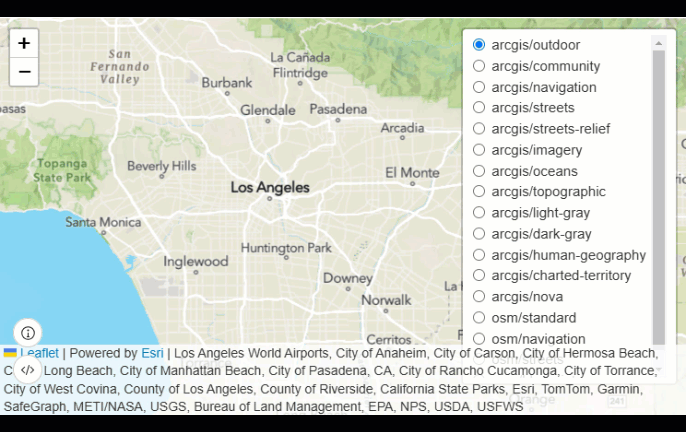 +
−
San
Fernando
Valley
La Cañada
Flintridge
Burbank
Glendale
Pasadena
Arcadia
Topanga
State Park
Beverly Hills
El Monte
Los Angeles
Santa Monica
Huntington Park
Inglewood
Downey
Norwalk
Cerritos
arcgis/outdoor
arcgis/community
arcgis/navigation
arcgis/streets
arcgis/streets-relief
arcgis/imagery
arcgis/oceans
arcgis/topographic
arcgis/light-gray
arcgis/dark-gray
arcgis/human-geography
arcgis/charted-territory
arcgis/nova
osm/standard
osm/navigation
osm/streets
Orange
241
Leaflet | Powered by Esri | Los Angeles World Airports, City of Anaheim, City of Carson, City of Hermosa Beach,
Long Beach, City of Manhattan Beach, City of Pasadena, CA, City of Rancho Cucamonga, City of Torrance,
City of West Covina, County of Los Angeles, County of Riverside, California State Parks, Esri, TomTom, Garmin,
SafeGraph, METI/NASA, USGS, Bureau of Land Management, EPA, NPS, USDA, USFWS